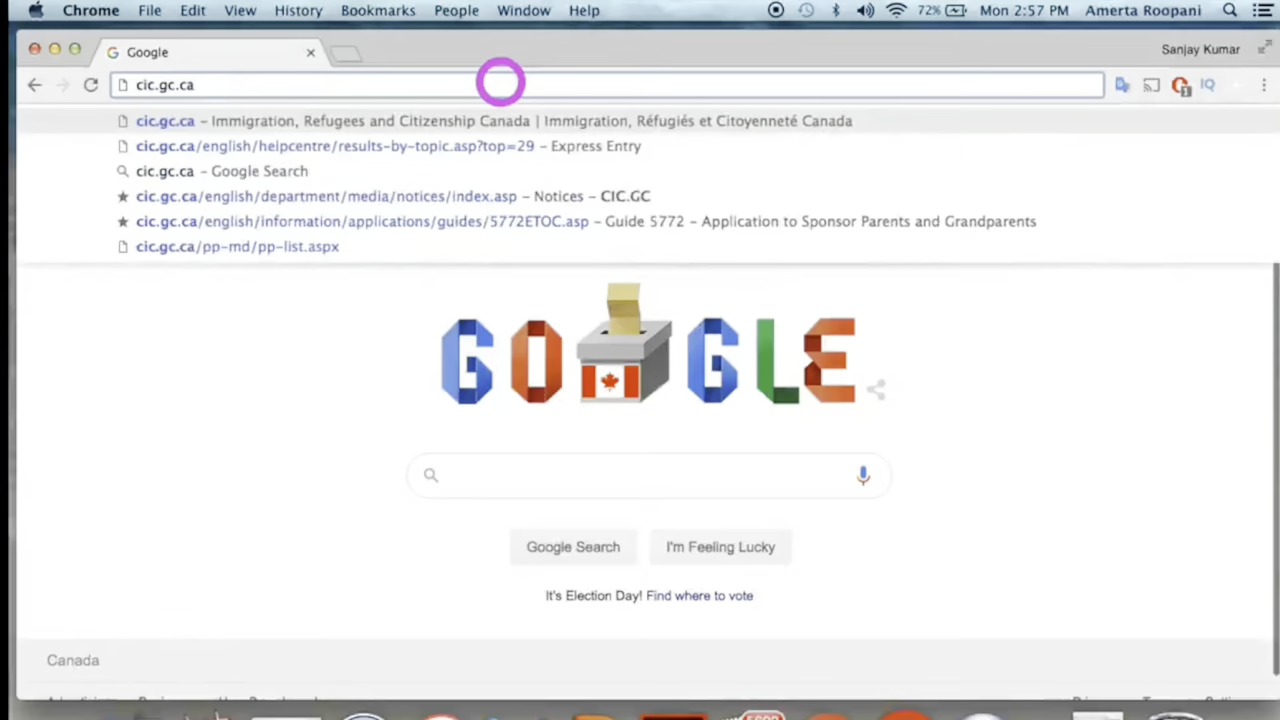 Chrome File Edit View History Bookmarks People Window Help 72% Mon 2:57 PM Amerta Roopani
Google Sanjay Kumar
cic.gc.ca IQ
cic.gc.ca – Immigration, Refugees and Citizenship Canada | Immigration, Réfugiés et Citoyenneté Canada
cic.gc.ca/english/helpcentre/results-by-topic.asp?top=29 – Express Entry
cic.gc.ca – Google Search
cic.gc.ca/english/department/media/notices/index.asp – Notices – CIC.GC
cic.gc.ca/english/information/applications/guides/5772ETOC.asp – Guide 5772 – Application to Sponsor Parents and Grandparents
cic.gc.ca/pp-md/pp-list.aspx
GOOGLE
Google Search I'm Feeling Lucky
It's Election Day! Find where to vote
Canada